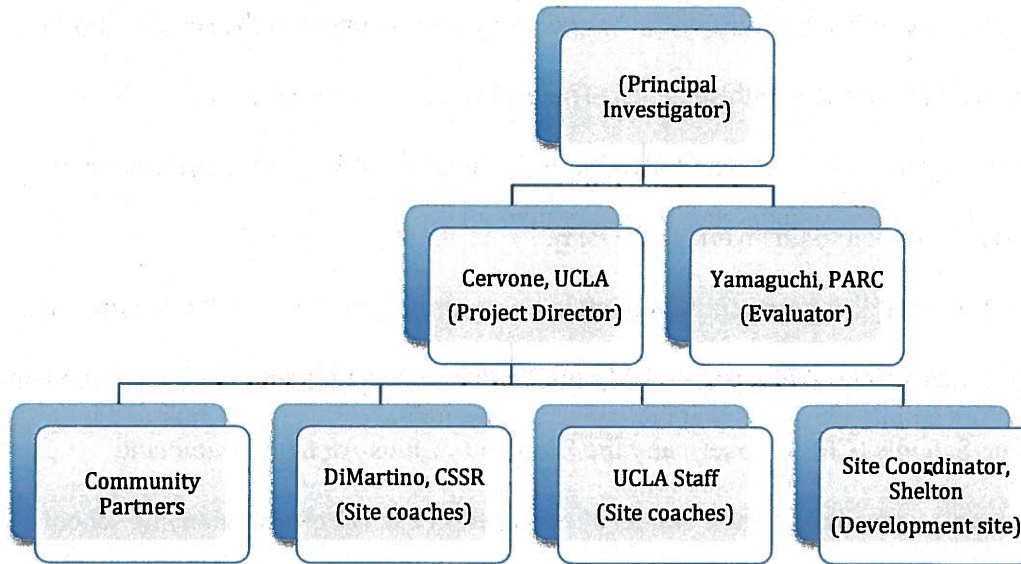 (Principal
Investigator)
Cervone, UCLA
(Project Director)
Yamaguchi, PARC
(Evaluator)
Community
Partners
DiMartino, CSSR
(Site coaches)
UCLA Staff
(Site coaches)
Site Coordinator,
Shelton
(Development site)